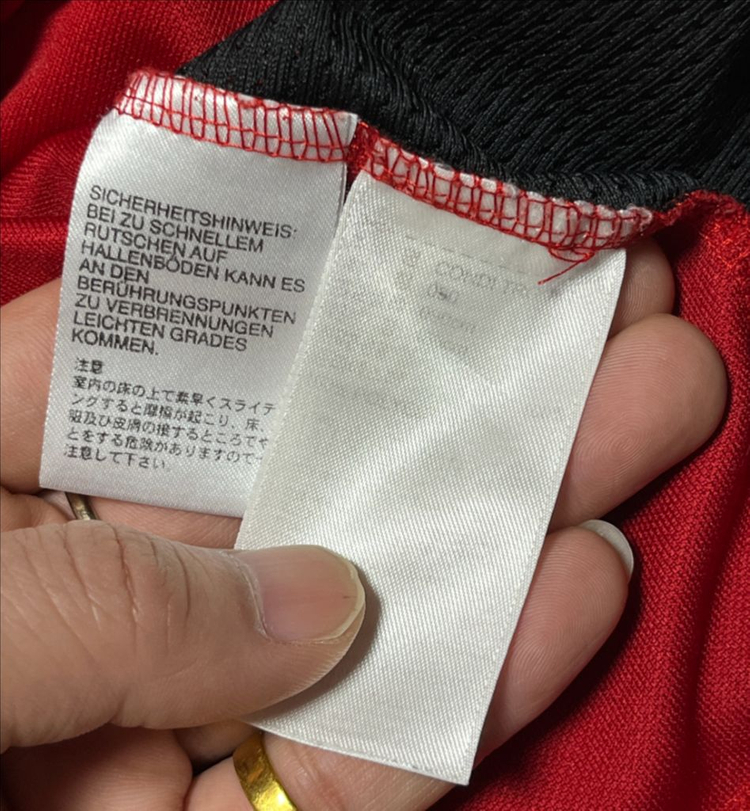 SICHERHEITSHINWEIS:
BEI ZU SCHNELLEM
RUTSCHEN AUF
HALLENBÖDEN KANN ES
AN DEN
BERÜHRUNGSPUNKTEN
ZU VERBRENNUNGEN
LEICHTEN GRADES
KOMMEN.
注意
室内の床の上で素早くスライデ
ングすると摩擦が起こり、床、
及び皮膚の接するところでや
とをする危険がありますので
注意して下さい。